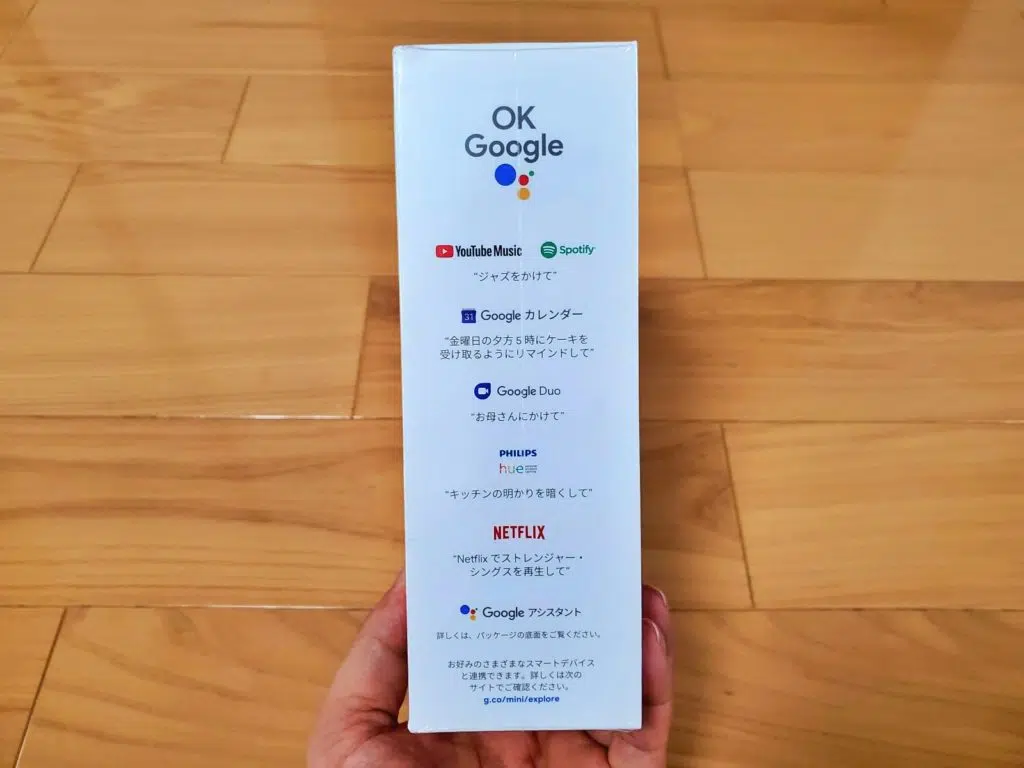 OK
Google
YouTube Music Spotify
“ジャズをかけて”
31 Google カレンダー
“金曜日の夕方 5 時にケーキを
受け取るようにリマインドして”
Google Duo
“お母さんにかけて”
PHILIPS
hue
“キッチンの明かりを暗くして”
NETFLIX
“Netflix でストレンジャー・
シングスを再生して”
Google アシスタント
詳しくは、パッケージの底面をご覧ください。
お好みのさまざまなスマートデバイス
と連携できます。詳しくは次の
サイトでご確認ください。
g.co/mini/explore